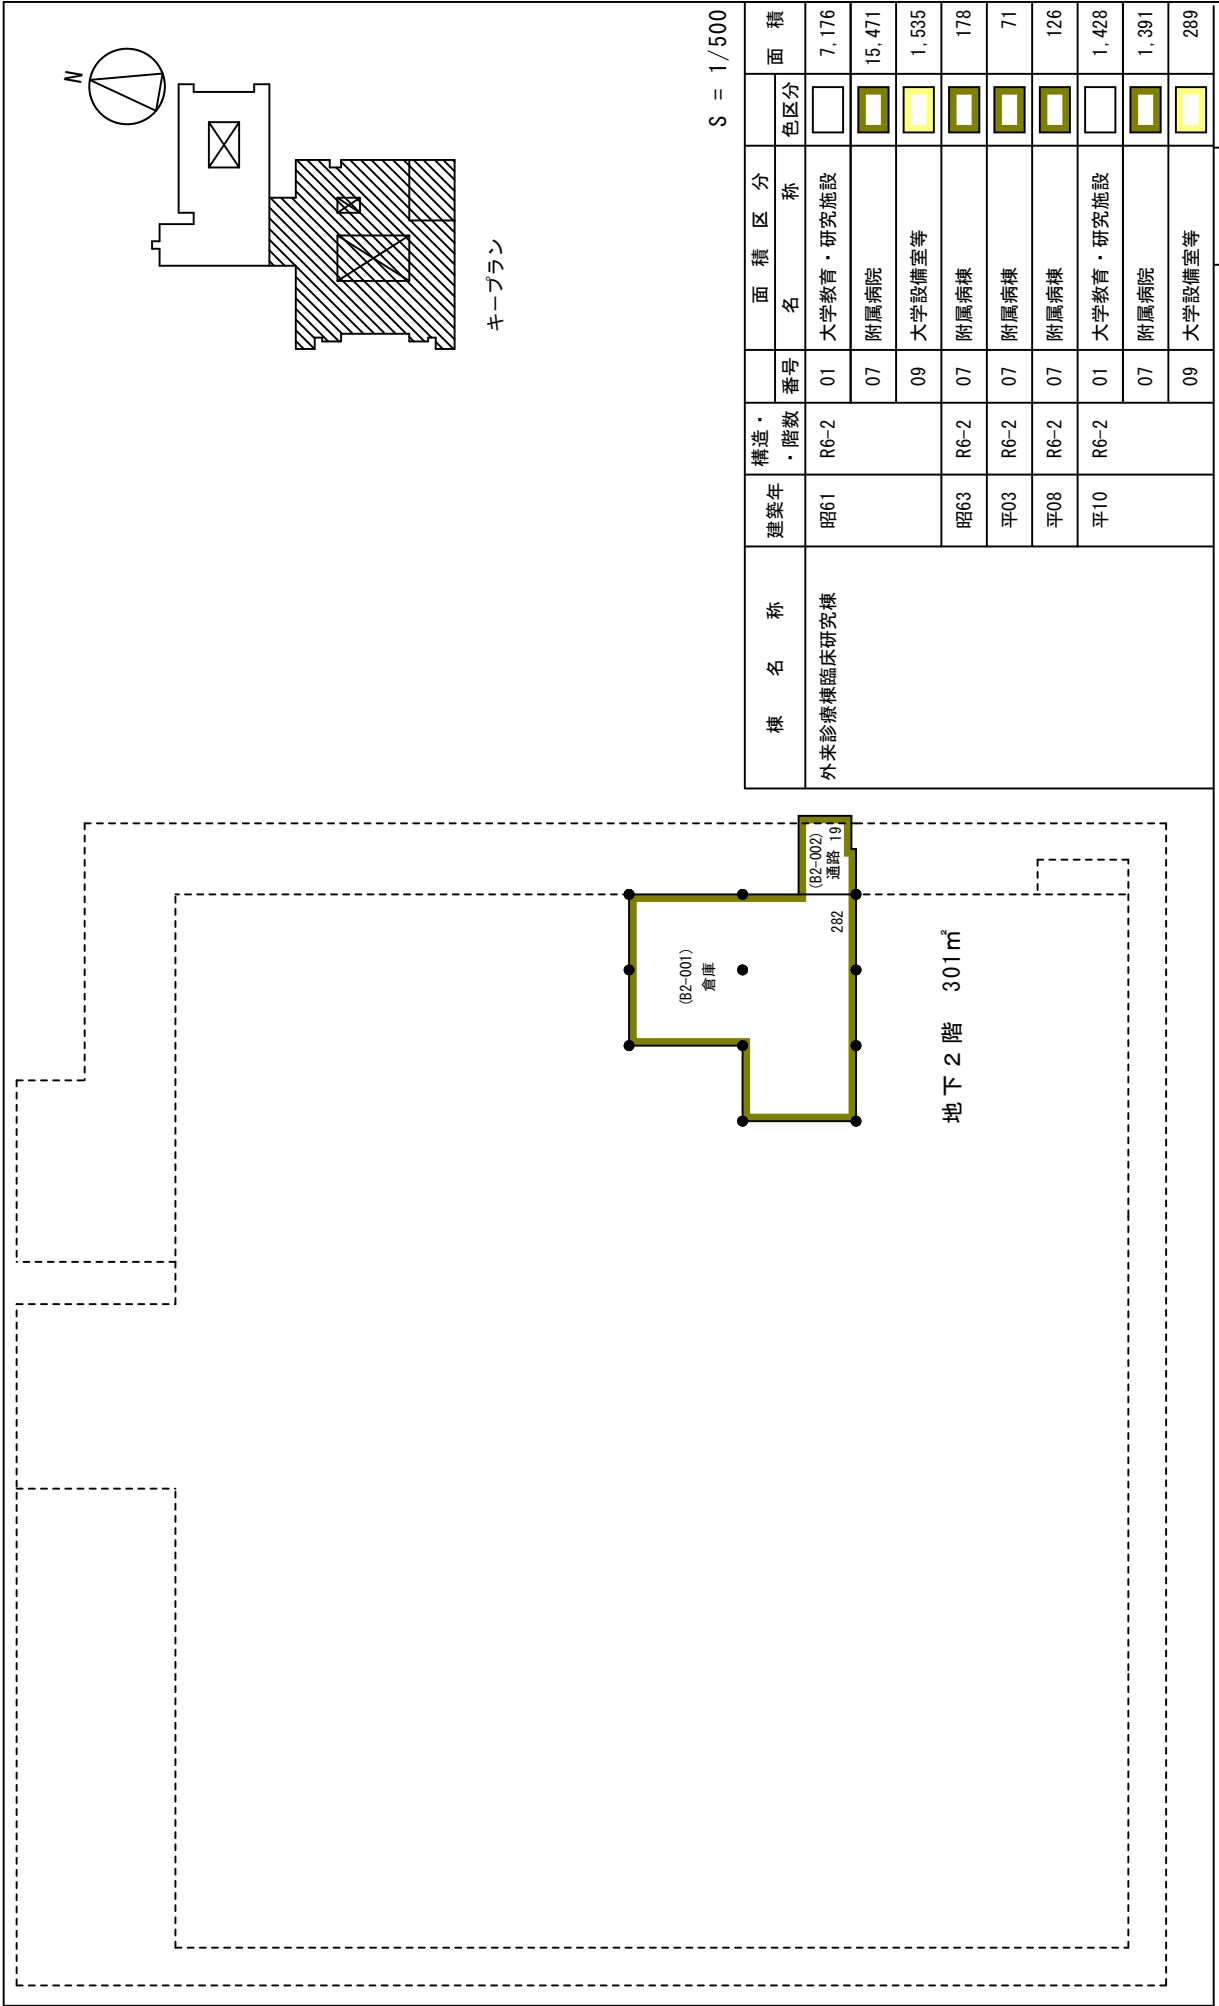 N
キープラン
S = 1/500
棟 名 称 建築年 構造・・階数 面 積 区 分 面 積
番号 名 称 色区分
外来診療棟臨床研究棟 昭61 R6-2 01 大学教育・研究施設 7,176
07 附属病院 15,471
09 大学設備室等 1,535
昭63 R6-2 07 附属病棟 178
平03 R6-2 07 附属病棟 71
平08 R6-2 07 附属病棟 126
平10 R6-2 01 大学教育・研究施設 1,428
07 附属病院 1,391
09 大学設備室等 289
(B2-001)
倉庫
282
(B2-002)
通路 19
地下2階 301㎡